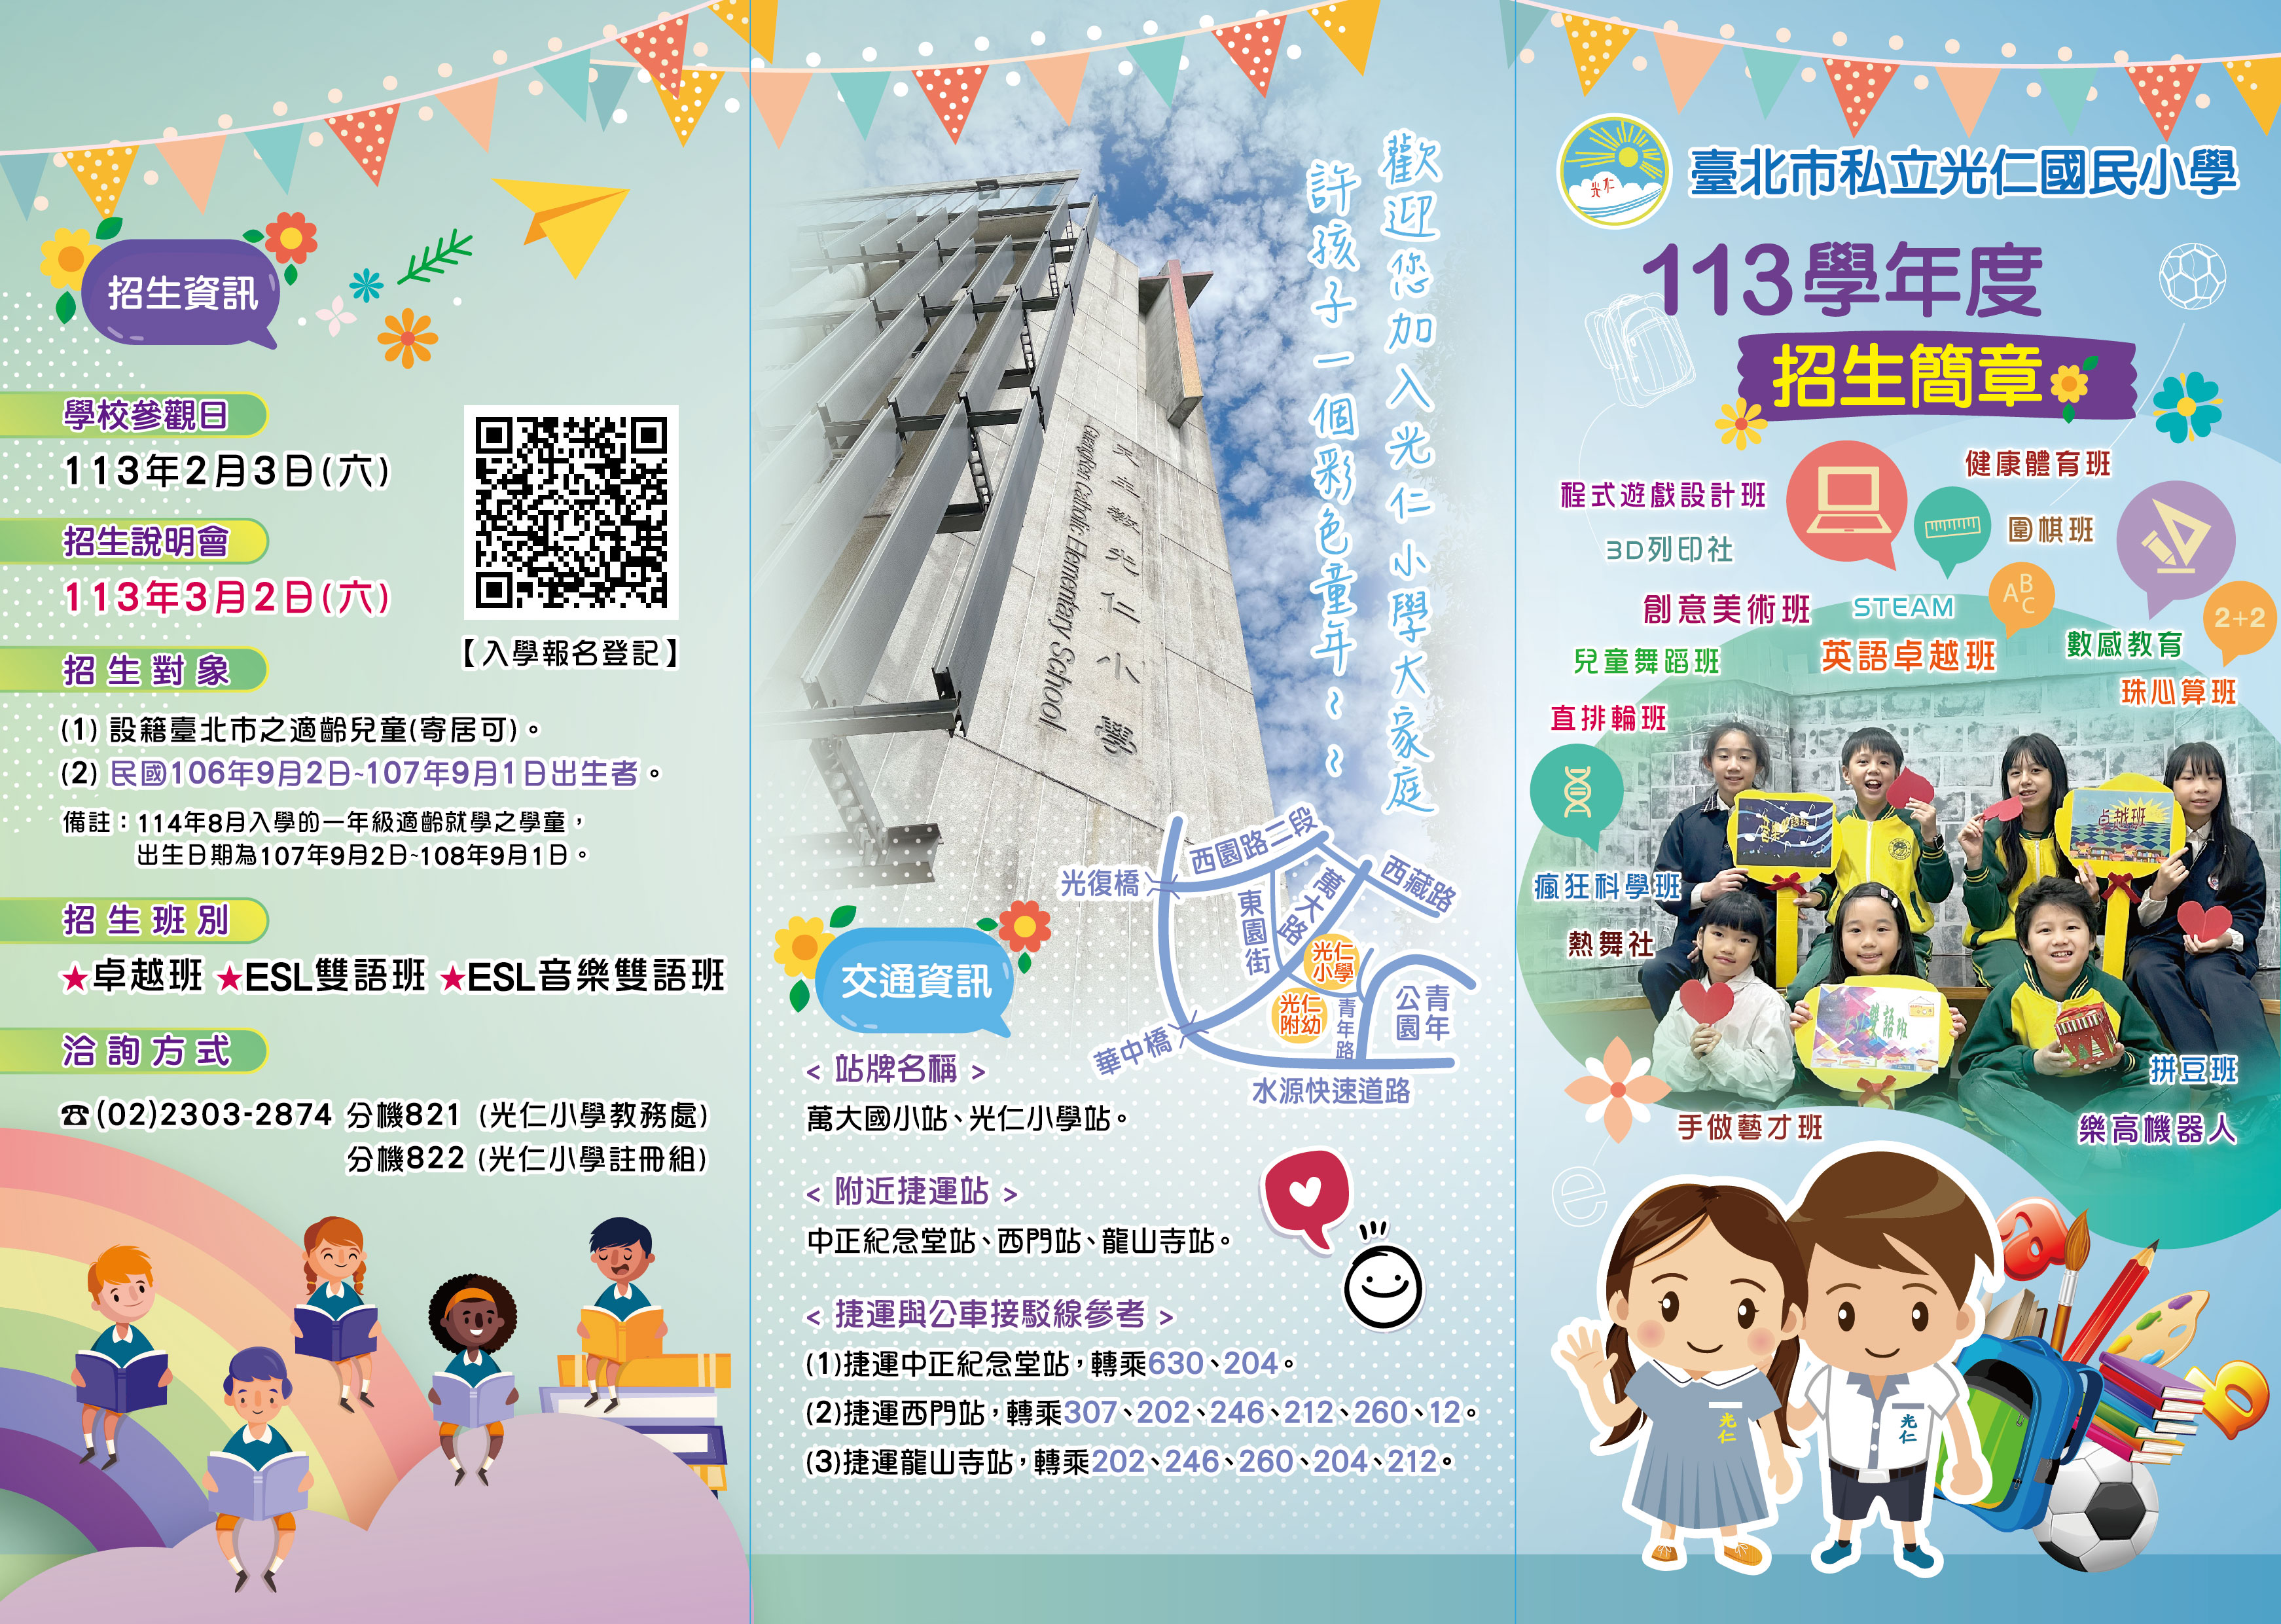 招生資訊
學校參觀日
113年2月3日(六)
招生說明會
113年3月2日(六)
【入學報名登記】
招生對象
(1) 設籍臺北市之適齡兒童(寄居可)。
(2) 民國106年9月2日~107年9月1日出生者。
備註：114年8月入學的一年級適齡就學之學童，
出生日期為107年9月2日~108年9月1日。
招生班別
★卓越班 ★ESL雙語班 ★ESL音樂雙語班
洽詢方式
☎(02)2303-2874 分機821 (光仁小學教務處)
分機822 (光仁小學註冊組)
歡迎您加入光仁小學大家庭
許孩子一個彩色童年~~
天主教光仁小學
GuangRen Catholic Elementary School
光復橋
西園路二段
西藏路
東園街
萬大路
光仁
小學
光仁
附幼
青年路
青年
公園
華中橋
水源快速道路
交通資訊
< 站牌名稱 >
萬大國小站、光仁小學站。
< 附近捷運站 >
中正紀念堂站、西門站、龍山寺站。
< 捷運與公車接駁線參考 >
(1)捷運中正紀念堂站，轉乘630、204。
(2)捷運西門站，轉乘307、202、246、212、260、12。
(3)捷運龍山寺站，轉乘202、246、260、204、212。
光仁
臺北市私立光仁國民小學
113學年度
招生簡章
健康體育班
程式遊戲設計班
圍棋班
3D列印社
ABC
創意美術班
STEAM
2+2
數感教育
英語卓越班
兒童舞蹈班
珠心算班
直排輪班
卓越班
瘋狂科學班
熱舞社
雙語班
拼豆班
手做藝才班
樂高機器人
e
a
b
光仁
光仁